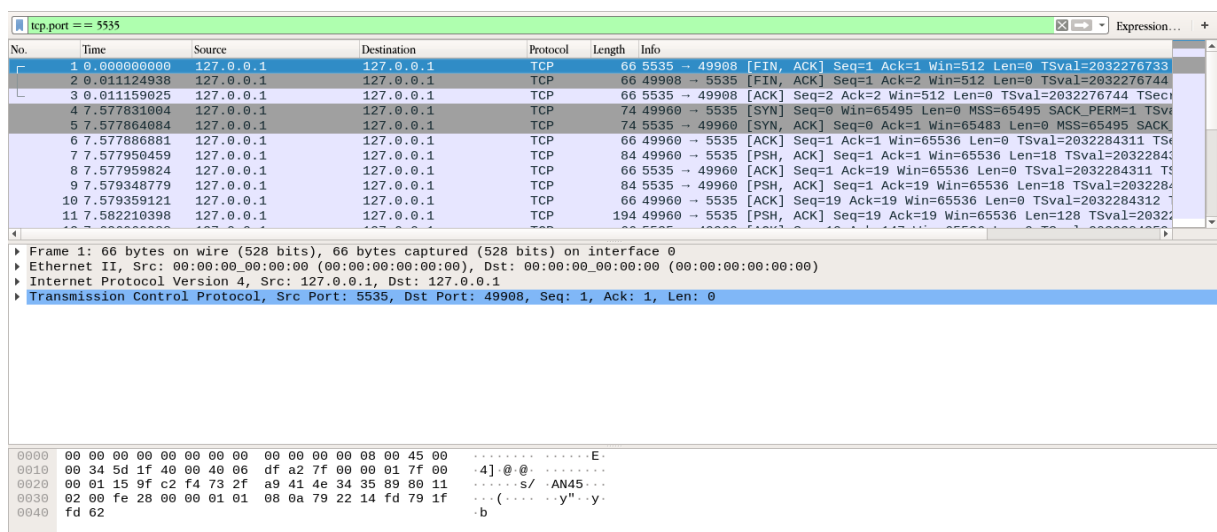 tcp.port == 5535 Expression… +
No. Time Source Destination Protocol Length Info
1 0.000000000 127.0.0.1 127.0.0.1 TCP 66 5535 → 49908 [FIN, ACK] Seq=1 Ack=1 Win=512 Len=0 TSval=2032276733
2 0.011124938 127.0.0.1 127.0.0.1 TCP 66 49908 → 5535 [FIN, ACK] Seq=1 Ack=2 Win=512 Len=0 TSval=2032276744
3 0.011159025 127.0.0.1 127.0.0.1 TCP 66 5535 → 49908 [ACK] Seq=2 Ack=2 Win=512 Len=0 TSval=2032276744 TSecr
4 7.577831004 127.0.0.1 127.0.0.1 TCP 74 49960 → 5535 [SYN] Seq=0 Win=65495 Len=0 MSS=65495 SACK_PERM=1 TSva
5 7.577864084 127.0.0.1 127.0.0.1 TCP 74 5535 → 49960 [SYN, ACK] Seq=0 Ack=1 Win=65483 Len=0 MSS=65495 SACK_
6 7.577886881 127.0.0.1 127.0.0.1 TCP 66 49960 → 5535 [ACK] Seq=1 Ack=1 Win=65536 Len=0 TSval=2032284311 TSe
7 7.577950459 127.0.0.1 127.0.0.1 TCP 84 49960 → 5535 [PSH, ACK] Seq=1 Ack=1 Win=65536 Len=18 TSval=20322843
8 7.577959824 127.0.0.1 127.0.0.1 TCP 66 5535 → 49960 [ACK] Seq=1 Ack=19 Win=65536 Len=0 TSval=2032284311 TS
9 7.579348779 127.0.0.1 127.0.0.1 TCP 84 5535 → 49960 [PSH, ACK] Seq=1 Ack=19 Win=65536 Len=18 TSval=2032284
10 7.579359121 127.0.0.1 127.0.0.1 TCP 66 49960 → 5535 [ACK] Seq=19 Ack=19 Win=65536 Len=0 TSval=2032284312 T
11 7.582210398 127.0.0.1 127.0.0.1 TCP 194 49960 → 5535 [PSH, ACK] Seq=19 Ack=19 Win=65536 Len=128 TSval=20322
Frame 1: 66 bytes on wire (528 bits), 66 bytes captured (528 bits) on interface 0
Ethernet II, Src: 00:00:00_00:00:00 (00:00:00:00:00:00), Dst: 00:00:00_00:00:00 (00:00:00:00:00:00)
Internet Protocol Version 4, Src: 127.0.0.1, Dst: 127.0.0.1
Transmission Control Protocol, Src Port: 5535, Dst Port: 49908, Seq: 1, Ack: 1, Len: 0
0000 00 00 00 00 00 00 00 00 00 00 00 00 08 00 45 00 ········ ······E·
0010 00 34 5d 1f 40 00 40 06 df a2 7f 00 00 01 7f 00 ·4]·@·@· ········
0020 00 01 15 9f c2 f4 73 2f a9 41 4e 34 35 89 80 11 ······s/ ·AN45···
0030 02 00 fe 28 00 00 01 01 08 0a 79 22 14 fd 79 1f ···(···· ··y"··y·
0040 fd 62 ·b